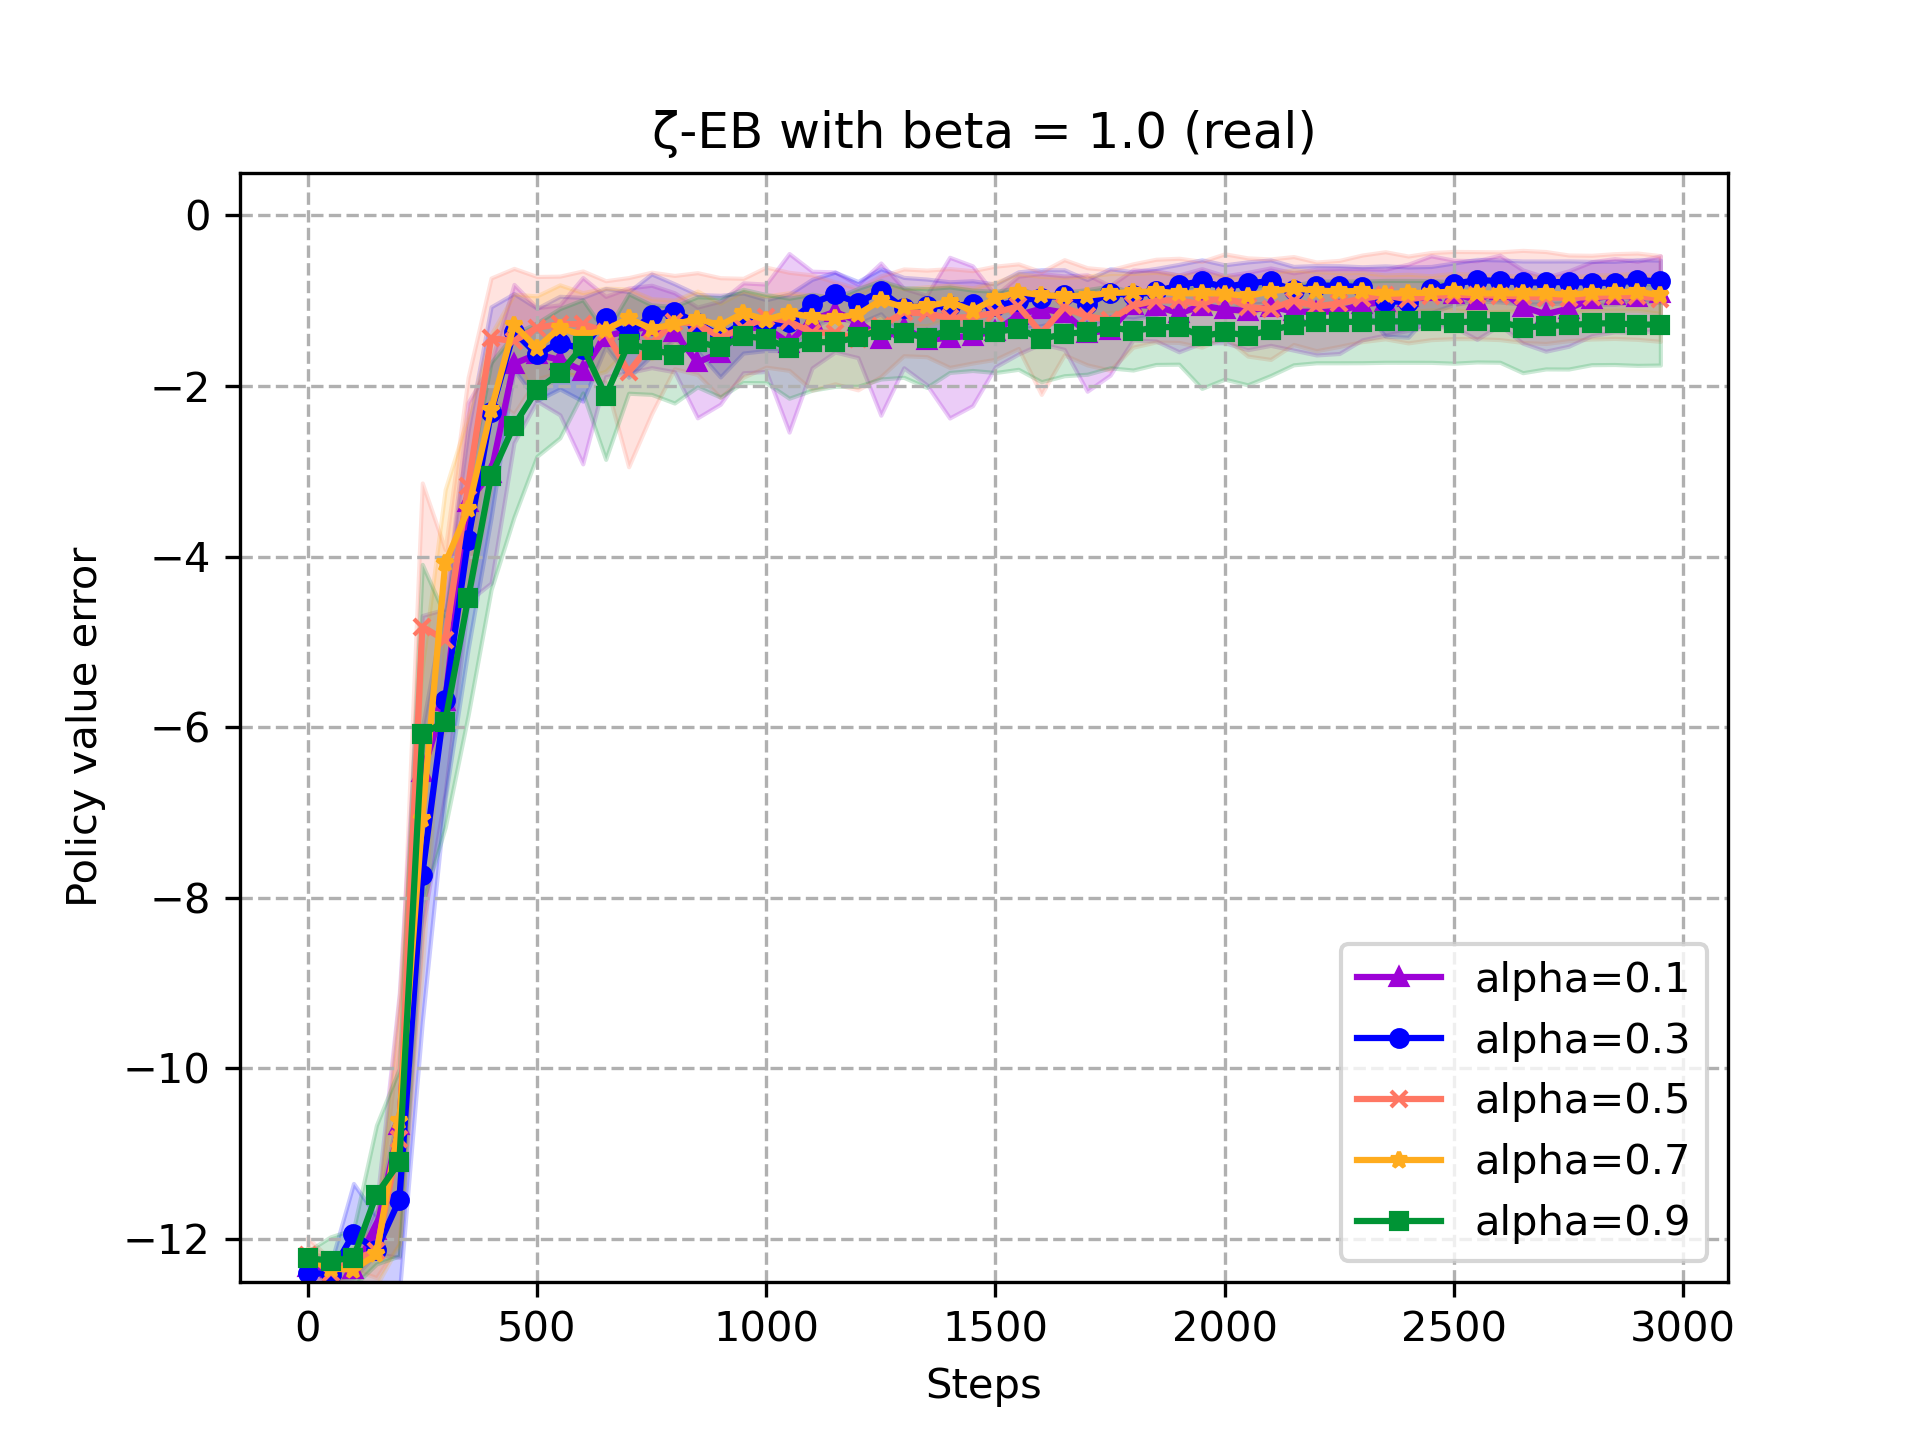 ζ-EB with beta = 1.0 (real)
Policy value error
0
−2
−4
−6
−8
−10
−12
0 500 1000 1500 2000 2500 3000
Steps
alpha=0.1
alpha=0.3
alpha=0.5
alpha=0.7
alpha=0.9